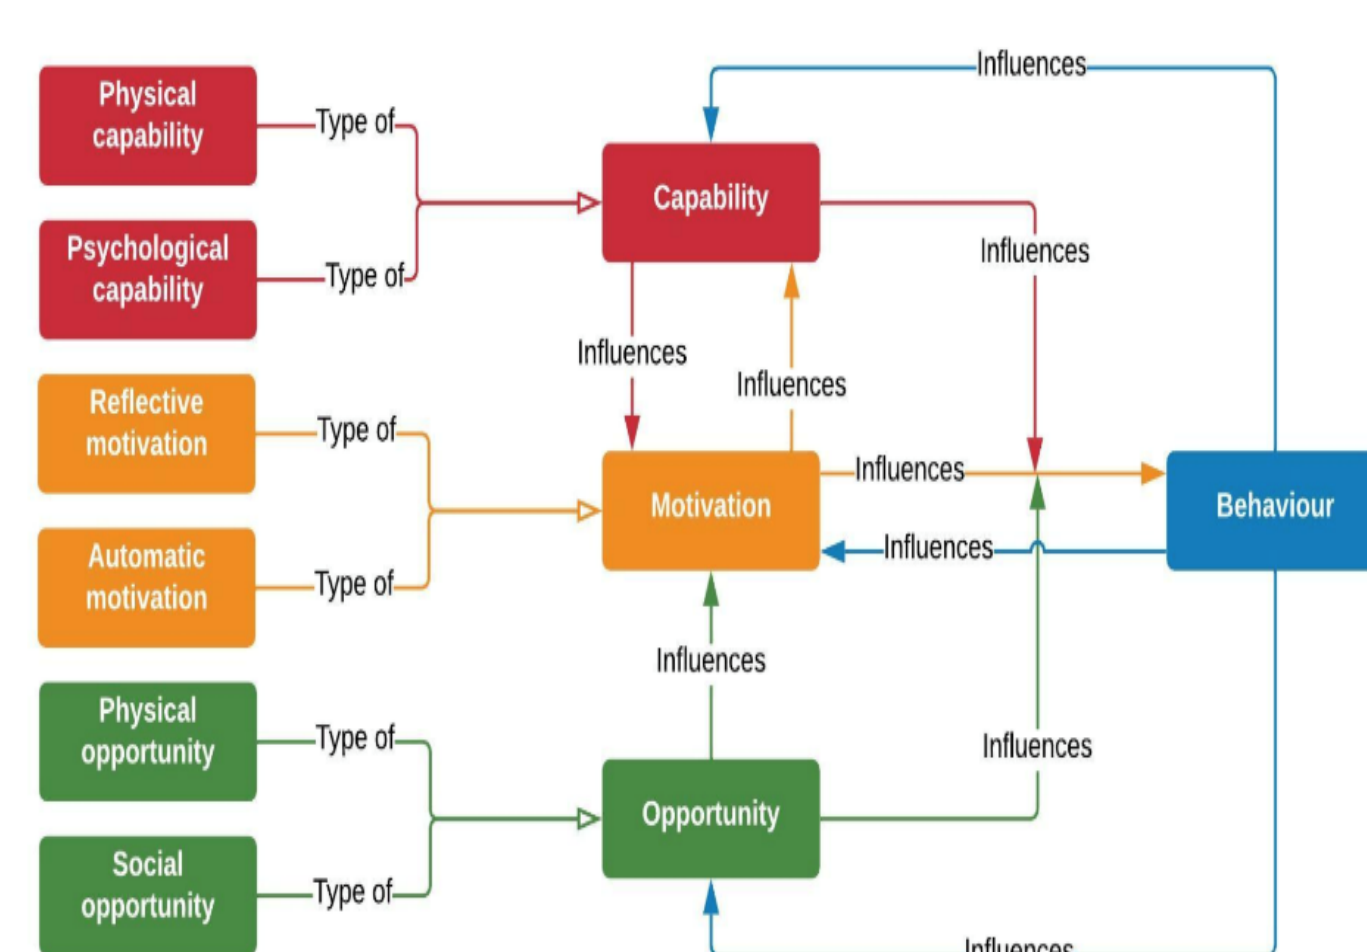 Influences
Physical
capability
Type of
Capability
Psychological
capability
Type of
Influences
Influences
Influences
Reflective
motivation
Type of
Influences
Motivation
Behaviour
Influences
Automatic
motivation
Type of
Influences
Physical
opportunity
Type of
Influences
Opportunity
Social
opportunity
Type of
Influences